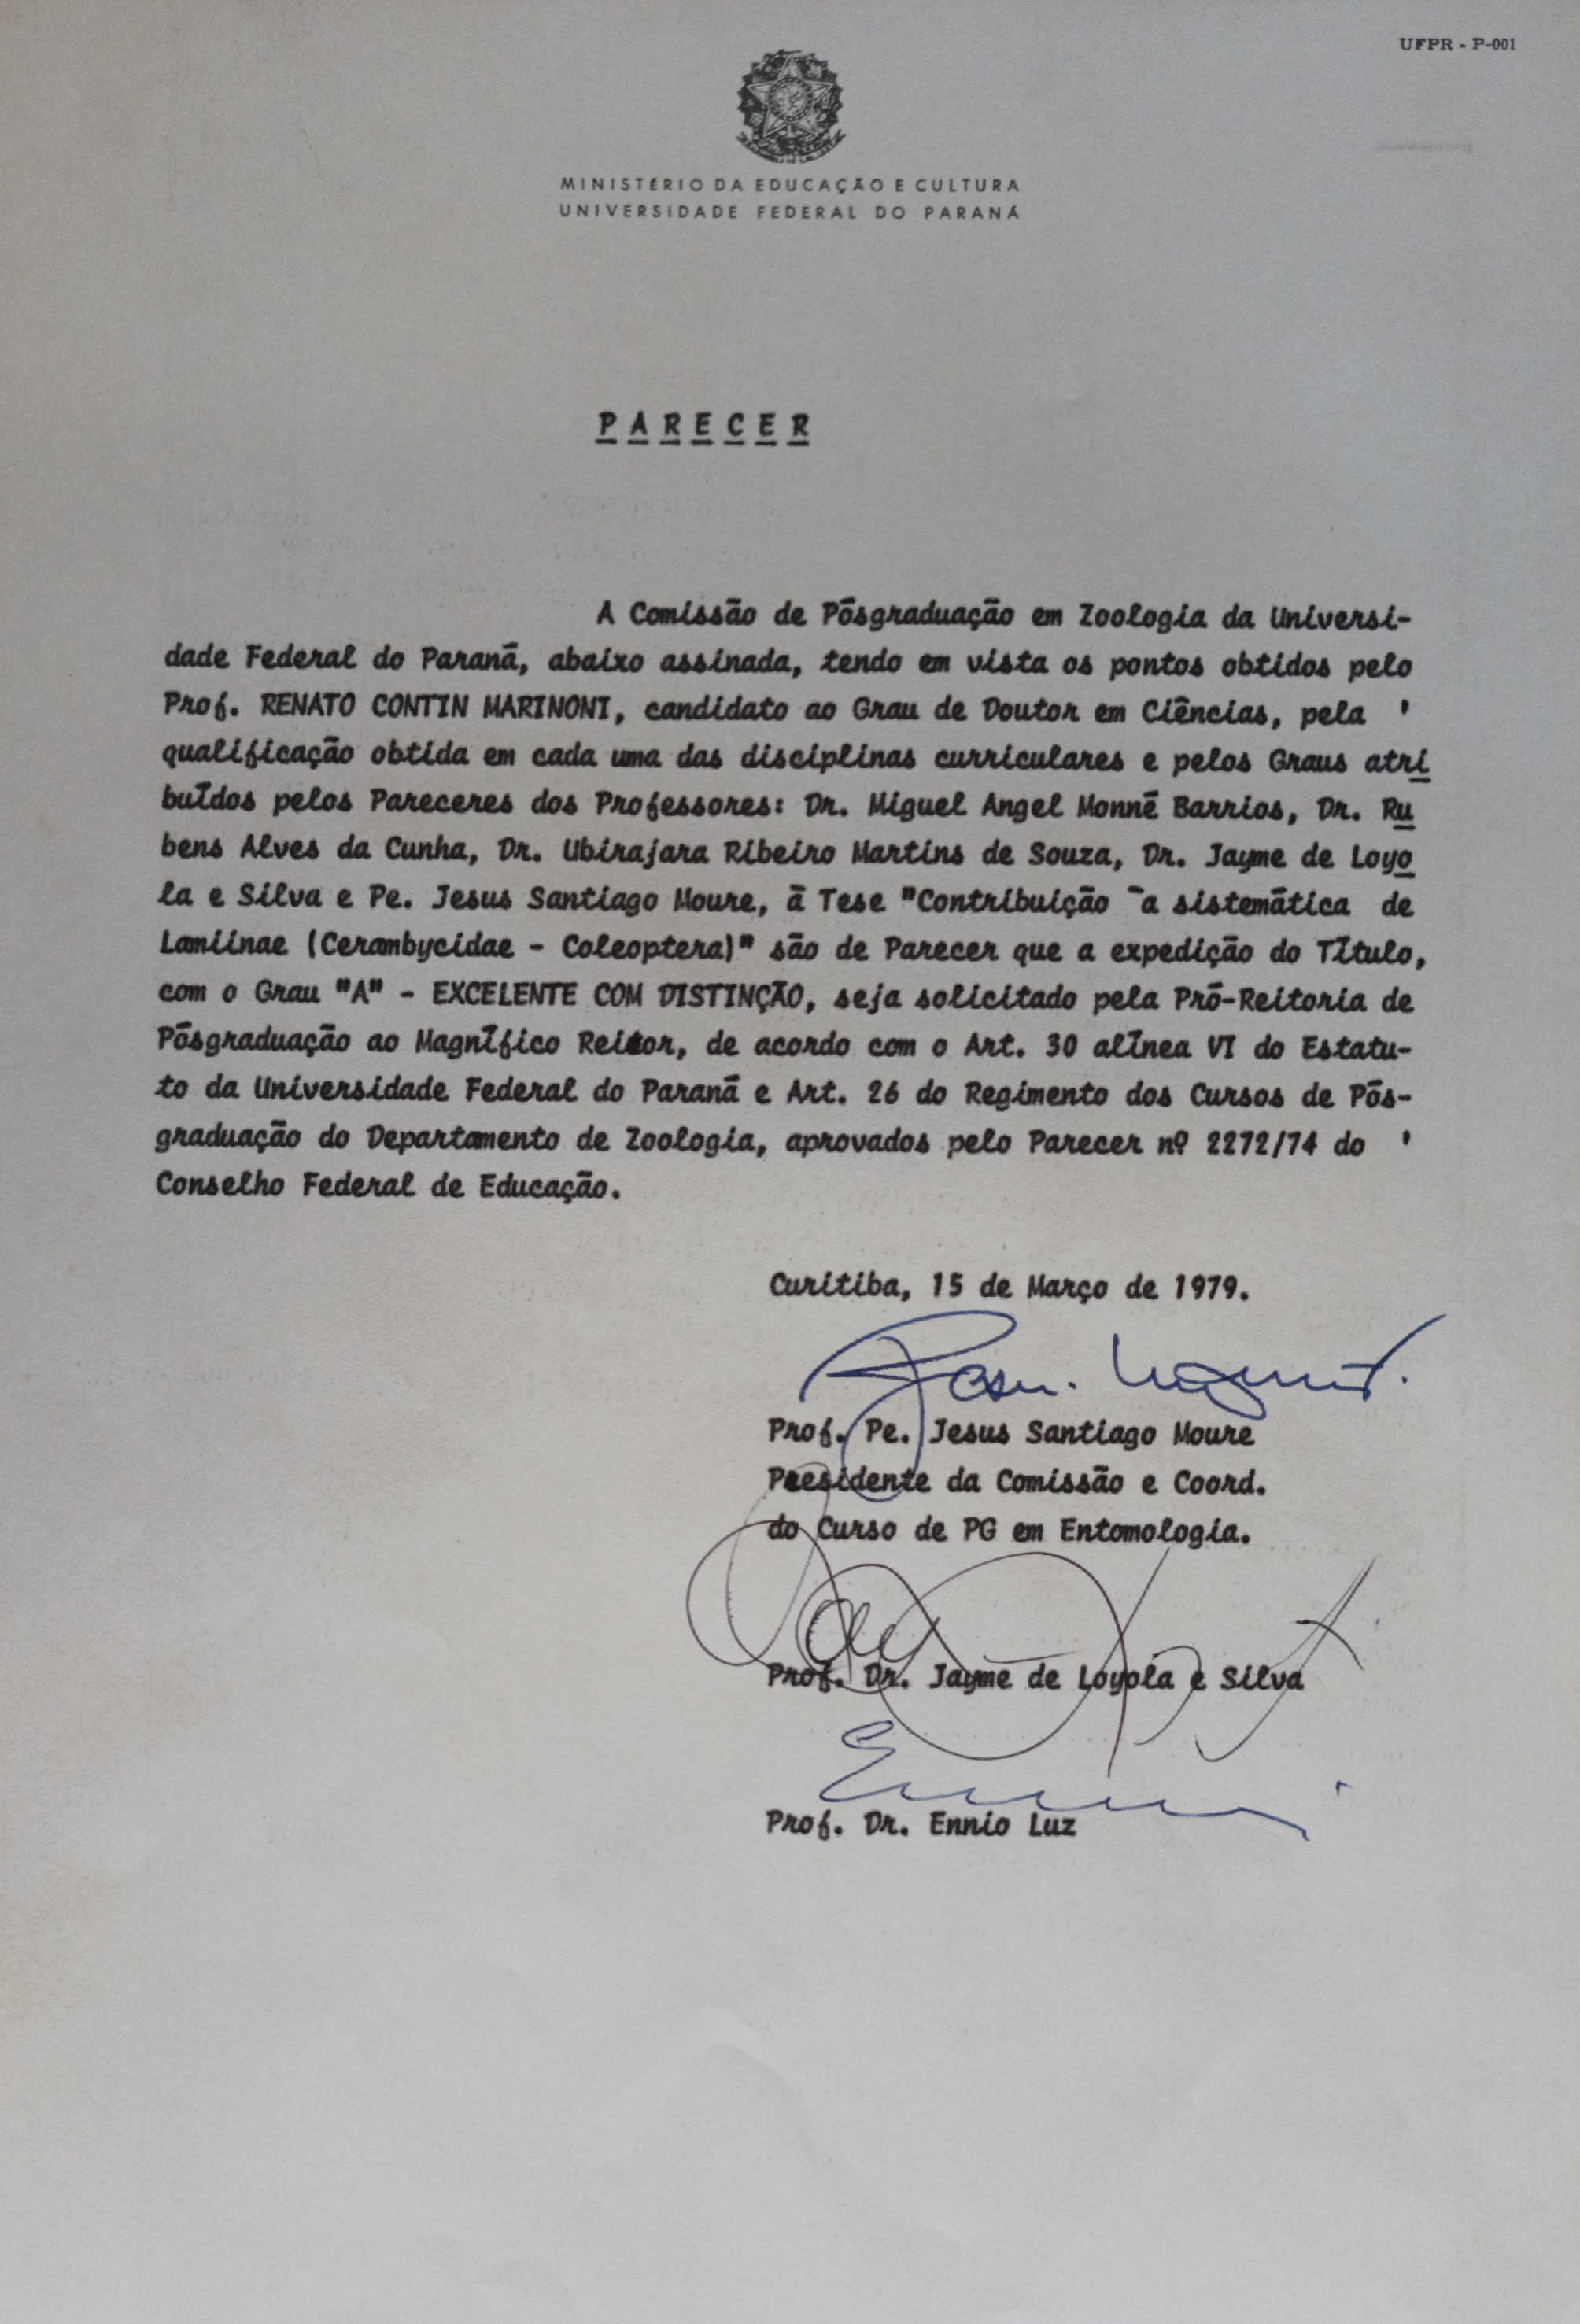 UFPR - P-001
MINISTÉRIO DA EDUCAÇÃO E CULTURA
UNIVERSIDADE FEDERAL DO PARANÁ
P A R E C E R
A Comissão de Pósgraduação em Zoologia da Universi-
dade Federal do Paraná, abaixo assinada, tendo em vista os pontos obtidos pelo
Prof. RENATO CONTIN MARINONI, candidato ao Grau de Doutor em Ciências, pela '
qualificação obtida em cada uma das disciplinas curriculares e pelos Graus atri
buídos pelos Pareceres dos Professores: Dr. Miguel Angel Monné Barrios, Dr. Ru
bens Alves da Cunha, Dr. Ubirajara Ribeiro Martins de Souza, Dr. Jayme de Loyo
la e Silva e Pe. Jesus Santiago Moure, à Tese "Contribuição ¯a sistemática de
Lamiinae (Cerambycidae - Coleoptera)" são de Parecer que a expedição do Título,
com o Grau "A" - EXCELENTE COM DISTINÇÃO, seja solicitado pela Pró-Reitoria de
Pósgraduação ao Magnífico Reitor, de acordo com o Art. 30 alínea VI do Estatu-
to da Universidade Federal do Paraná e Art. 26 do Regimento dos Cursos de Pós-
graduação do Departamento de Zoologia, aprovados pelo Parecer nº 2272/74 do '
Conselho Federal de Educação.
Curitiba, 15 de Março de 1979.
Prof. Pe. Jesus Santiago Moure
Presidente da Comissão e Coord.
do Curso de PG em Entomologia.
Prof. Dr. Jayme de Loyola e Silva
Prof. Dr. Ennio Luz